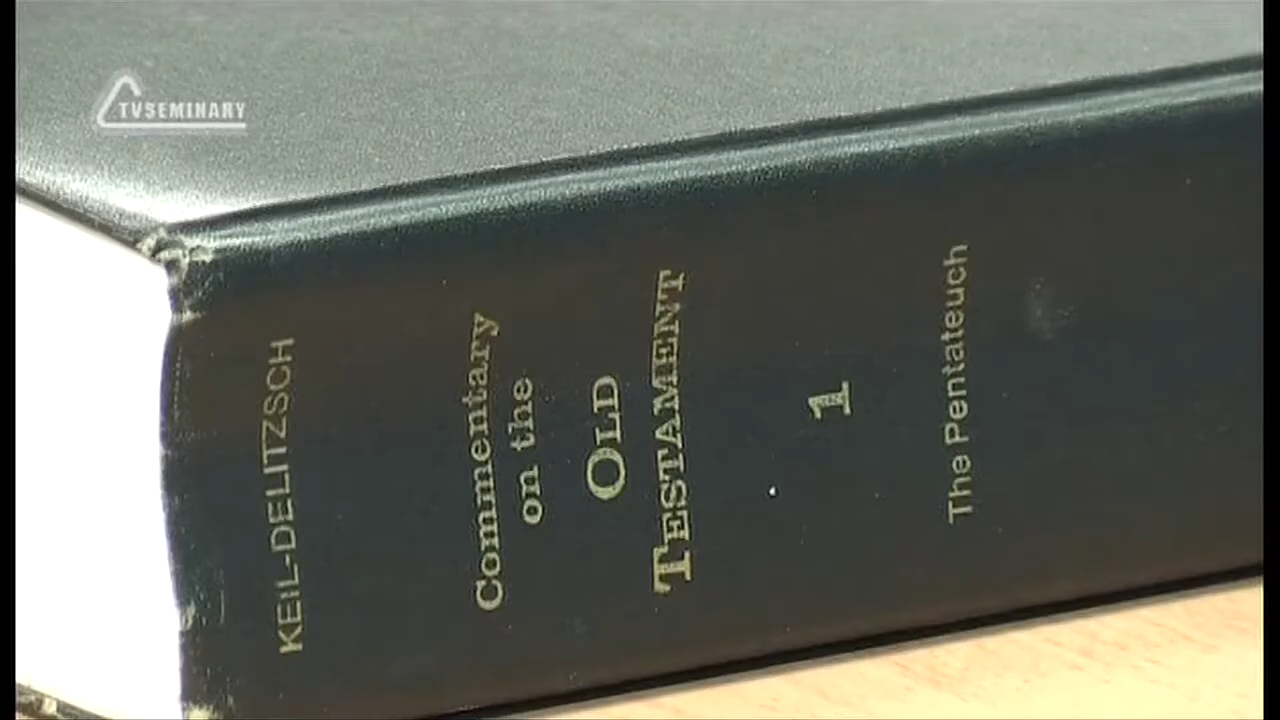 TVSEMINARY
KEIL-DELITZSCH
Commentary
on the
OLD
TESTAMENT
1
The Pentateuch